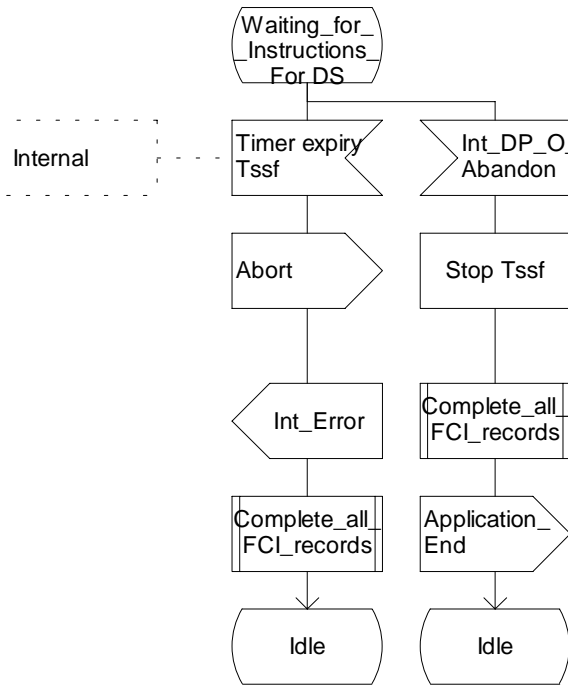 Waiting_for_
_Instructions_
For DS
Internal
Timer expiry
Tssf
Int_DP_O_
Abandon
Abort
Stop Tssf
Int_Error
Complete_all_
FCI_records
Complete_all_
_FCI_records
Application_
End
Idle
Idle